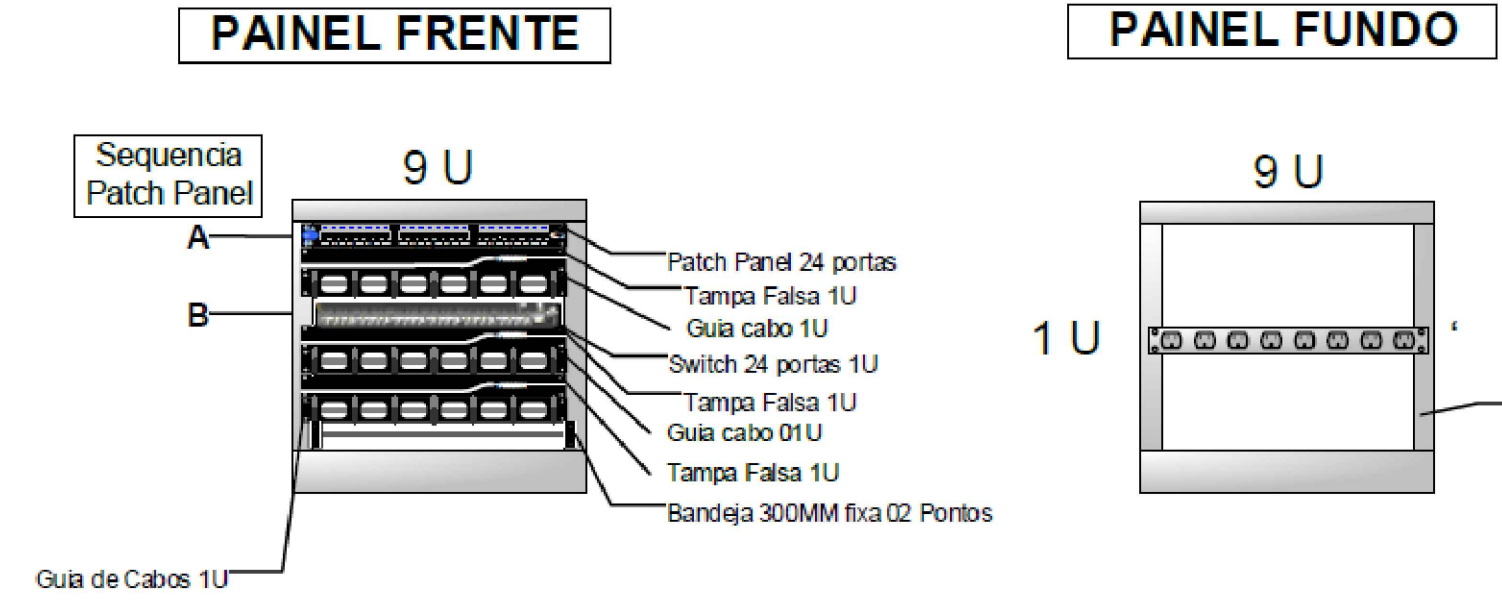 PAINEL FRENTE
PAINEL FUNDO
Sequencia
Patch Panel
9 U
9 U
A
Patch Panel 24 portas
Tampa Falsa 1U
B
Guia cabo 1U
1 U
‘
Switch 24 portas 1U
Tampa Falsa 1U
Guia cabo 01U
Tampa Falsa 1U
Bandeja 300MM fixa 02 Pontos
Guia de Cabos 1U